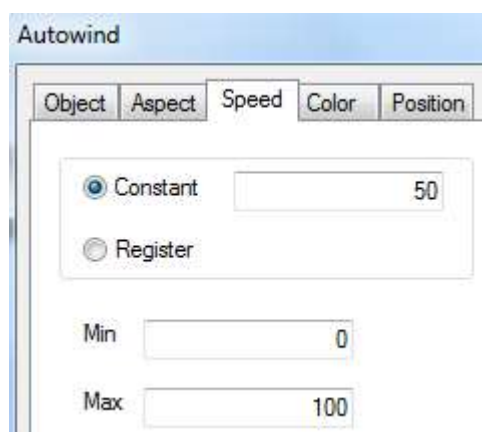 Autowind
Object Aspect Speed Color Position
Constant 50
Register
Min 0
Max 100